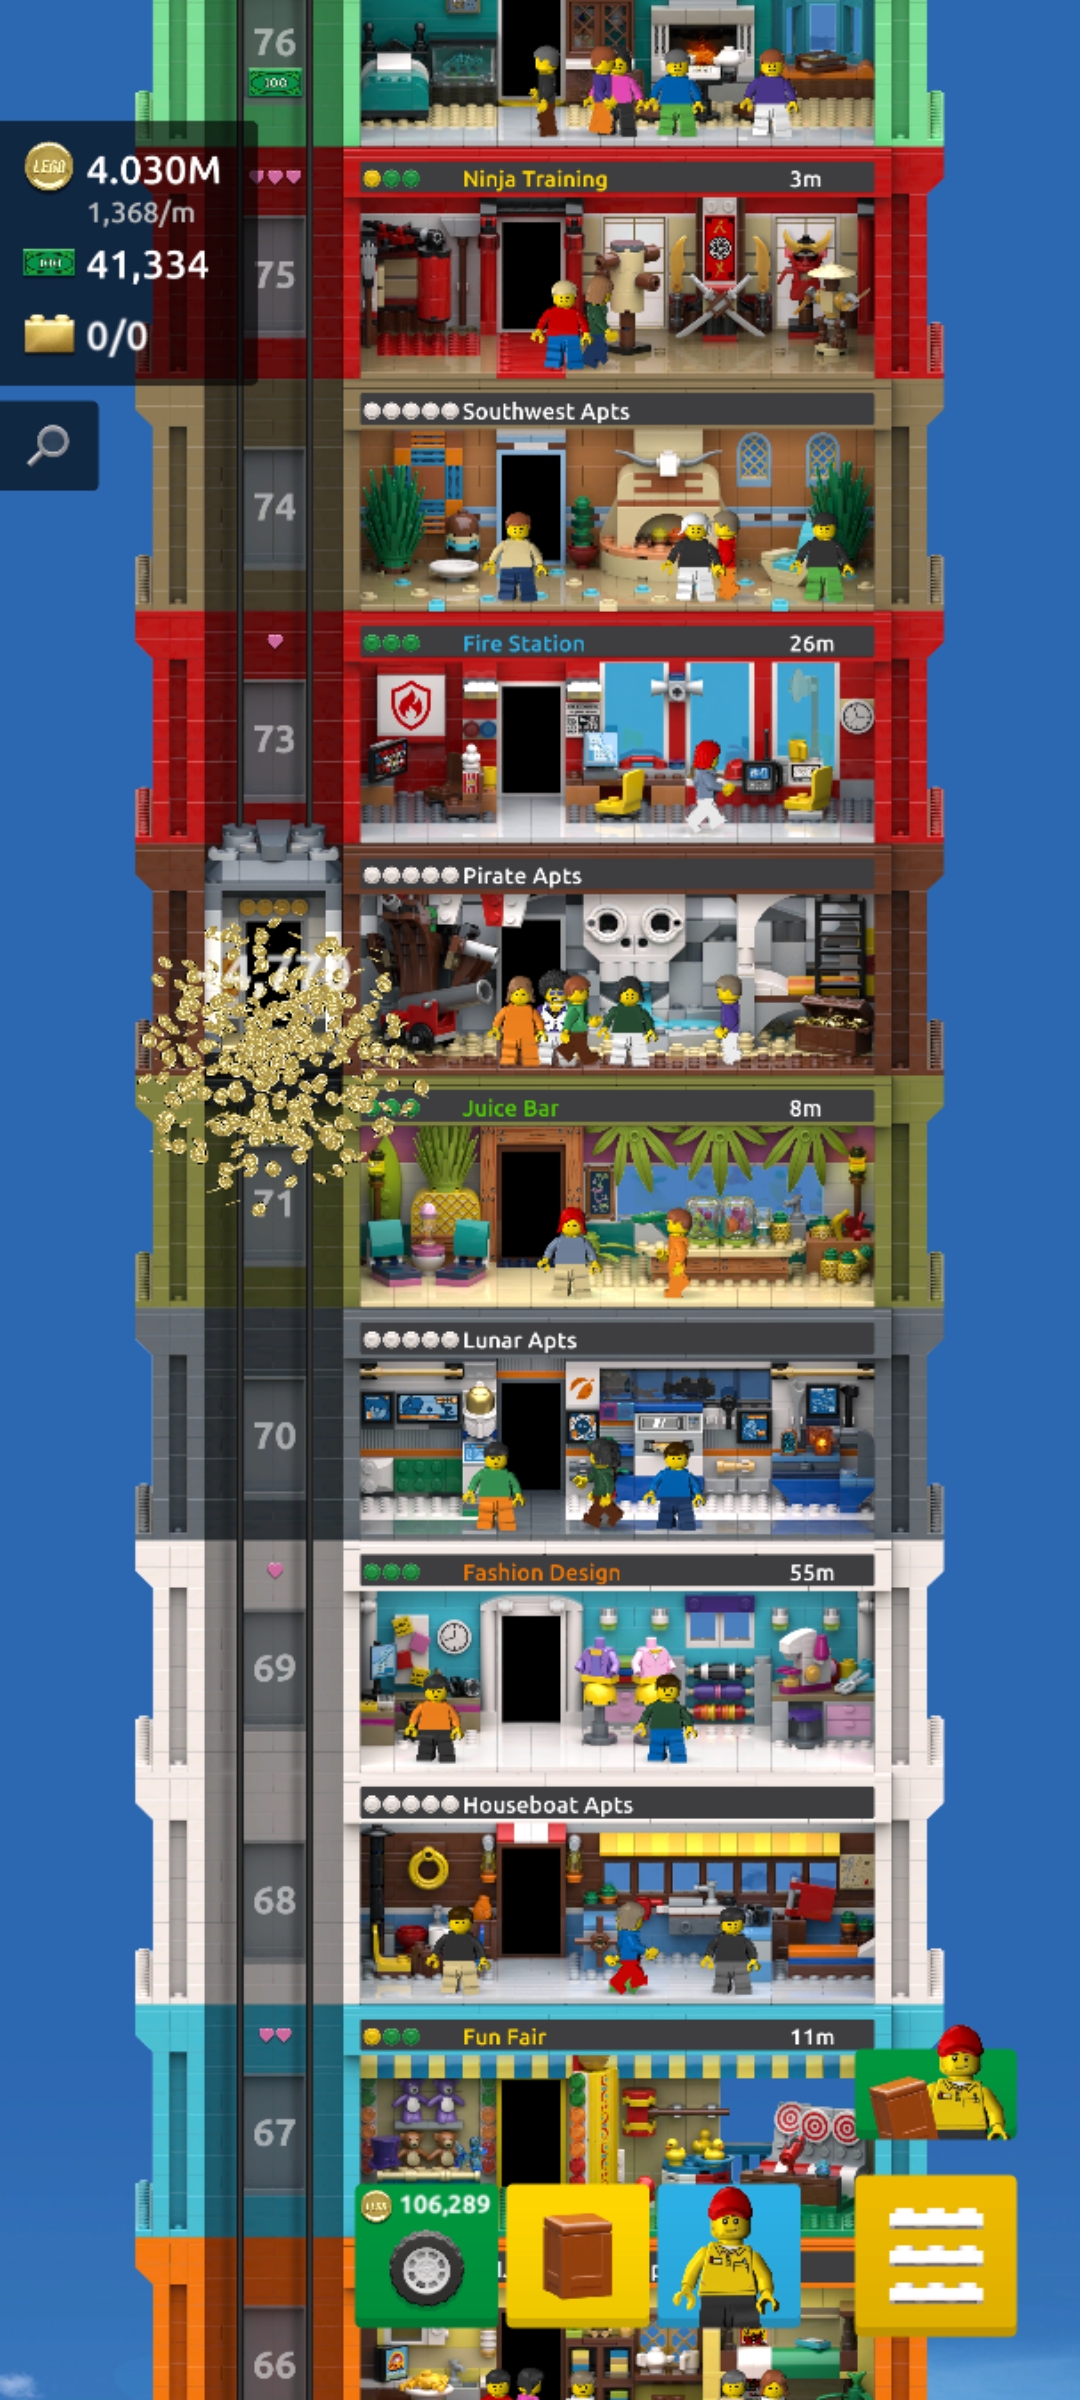 76
100
LEGO 4.030M
1,368/m
41,334
0/0
Ninja Training 3m
75
Southwest Apts
74
Fire Station 26m
73
Pirate Apts
Juice Bar 8m
71
Lunar Apts
70
Fashion Design 55m
69
Houseboat Apts
68
Fun Fair 11m
67
106,289
66